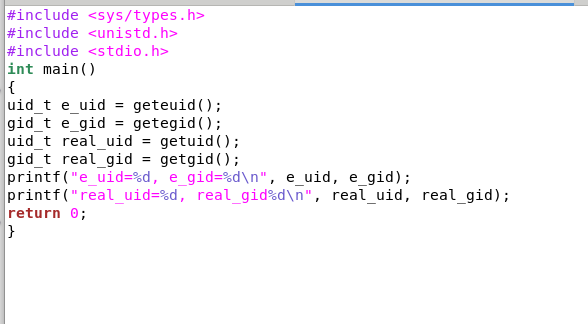 #include <sys/types.h>
#include <unistd.h>
#include <stdio.h>
int main()
{
uid_t e_uid = geteuid();
gid_t e_gid = getegid();
uid_t real_uid = getuid();
gid_t real_gid = getgid();
printf("e_uid=%d, e_gid=%d\n", e_uid, e_gid);
printf("real_uid=%d, real_gid%d\n", real_uid, real_gid);
return 0;
}